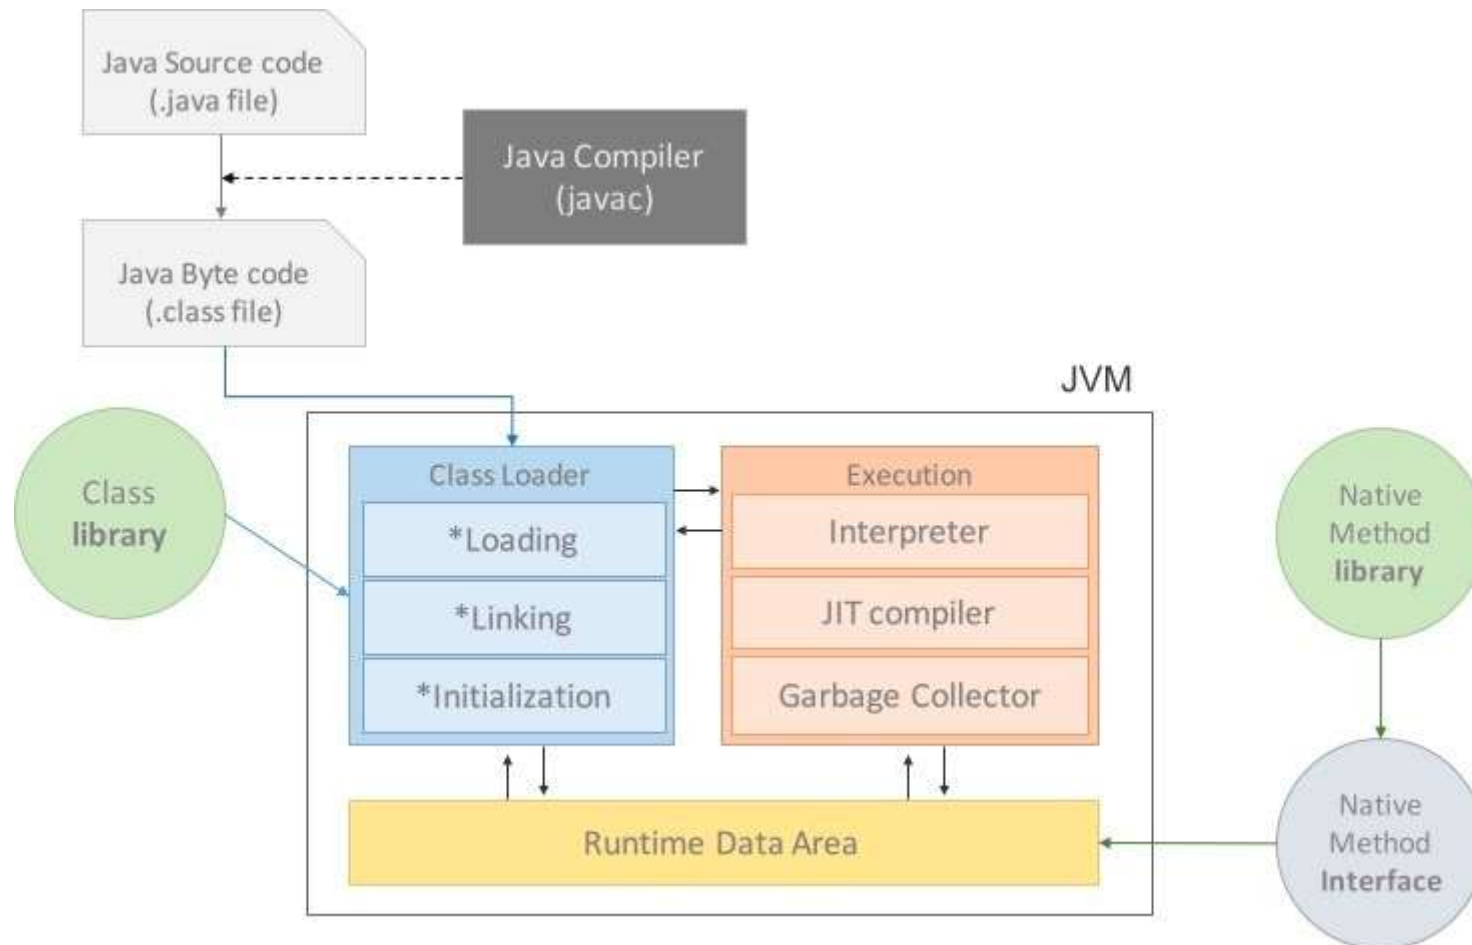 Java Source code
(.java file)
Java Compiler
(javac)
Java Byte code
(.class file)
JVM
Class
library
Class Loader
*Loading
*Linking
*Initialization
Execution
Interpreter
JIT compiler
Garbage Collector
Native
Method
library
Runtime Data Area
Native
Method
Interface